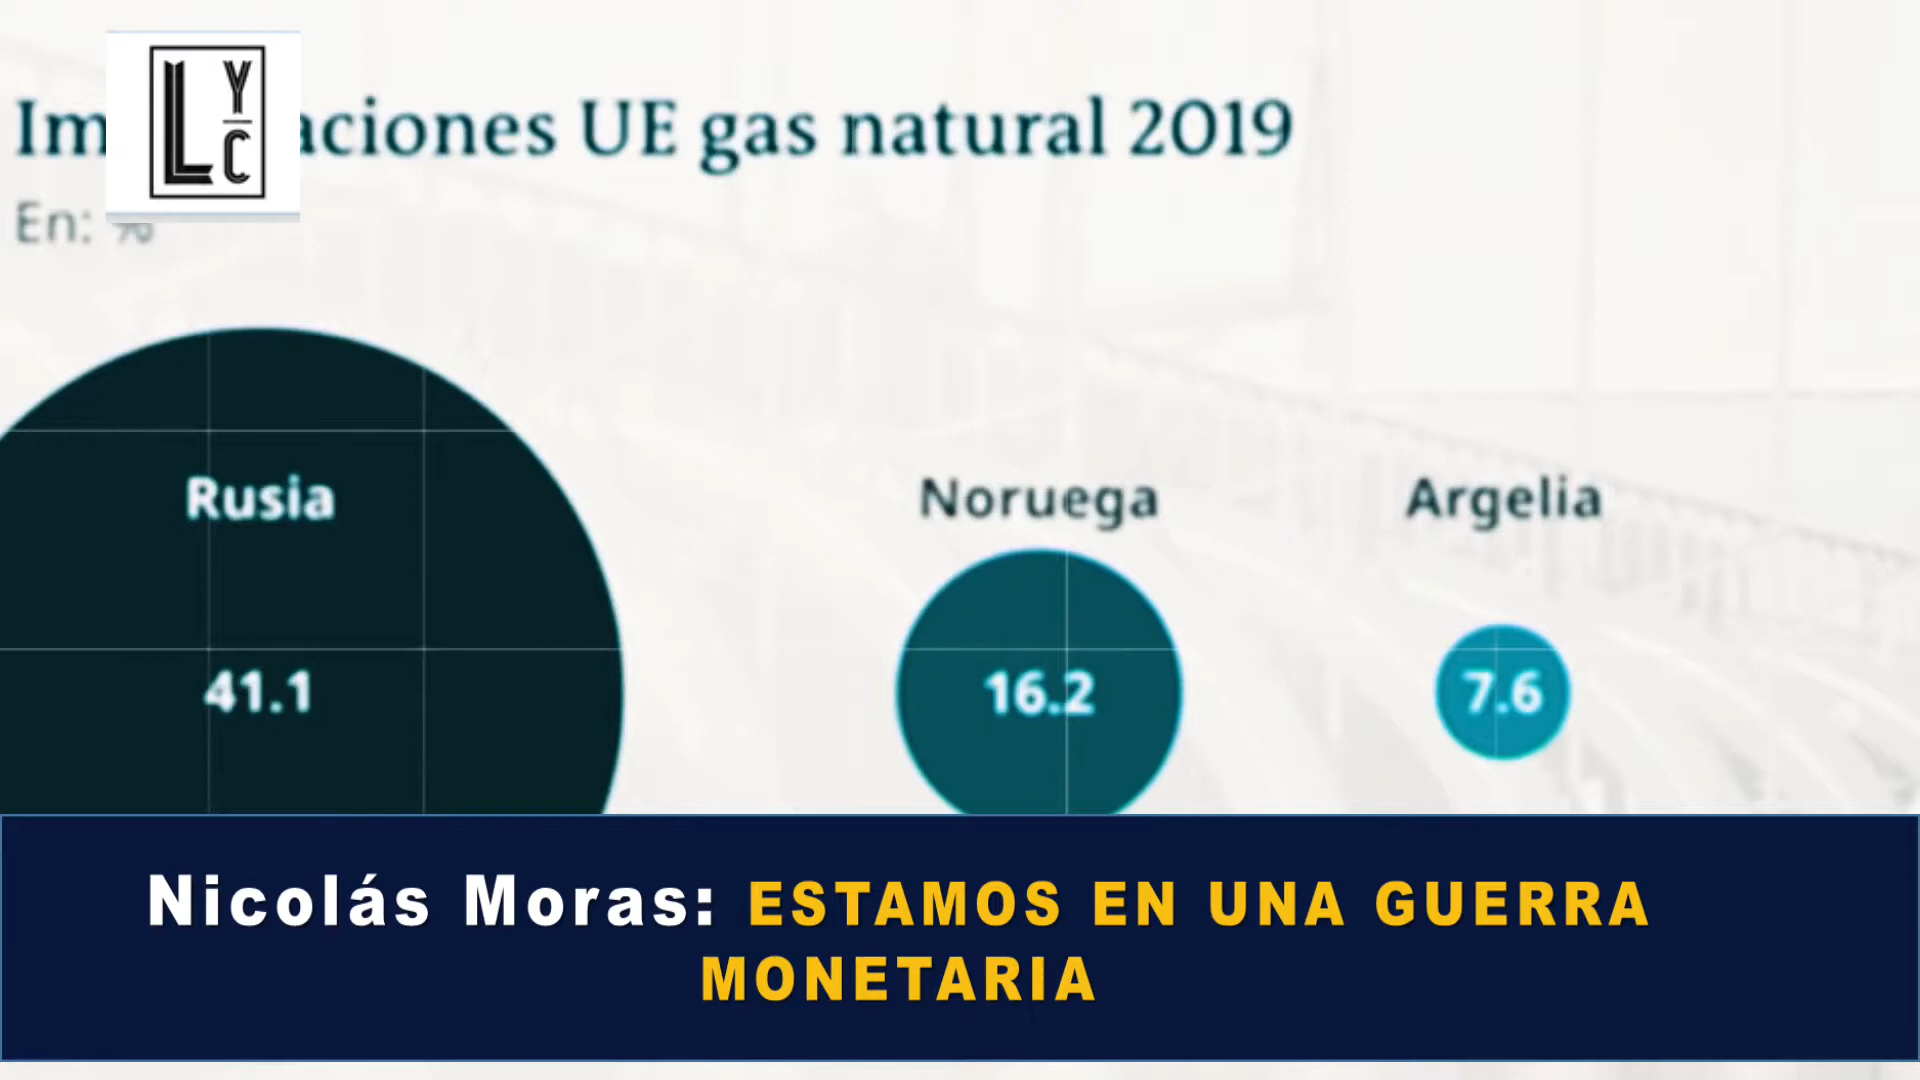 L Y C
Im aciones UE gas natural 2019
En: %
Rusia Noruega Argelia
41.1 16.2 7.6
Nicolás Moras: ESTAMOS EN UNA GUERRA
MONETARIA